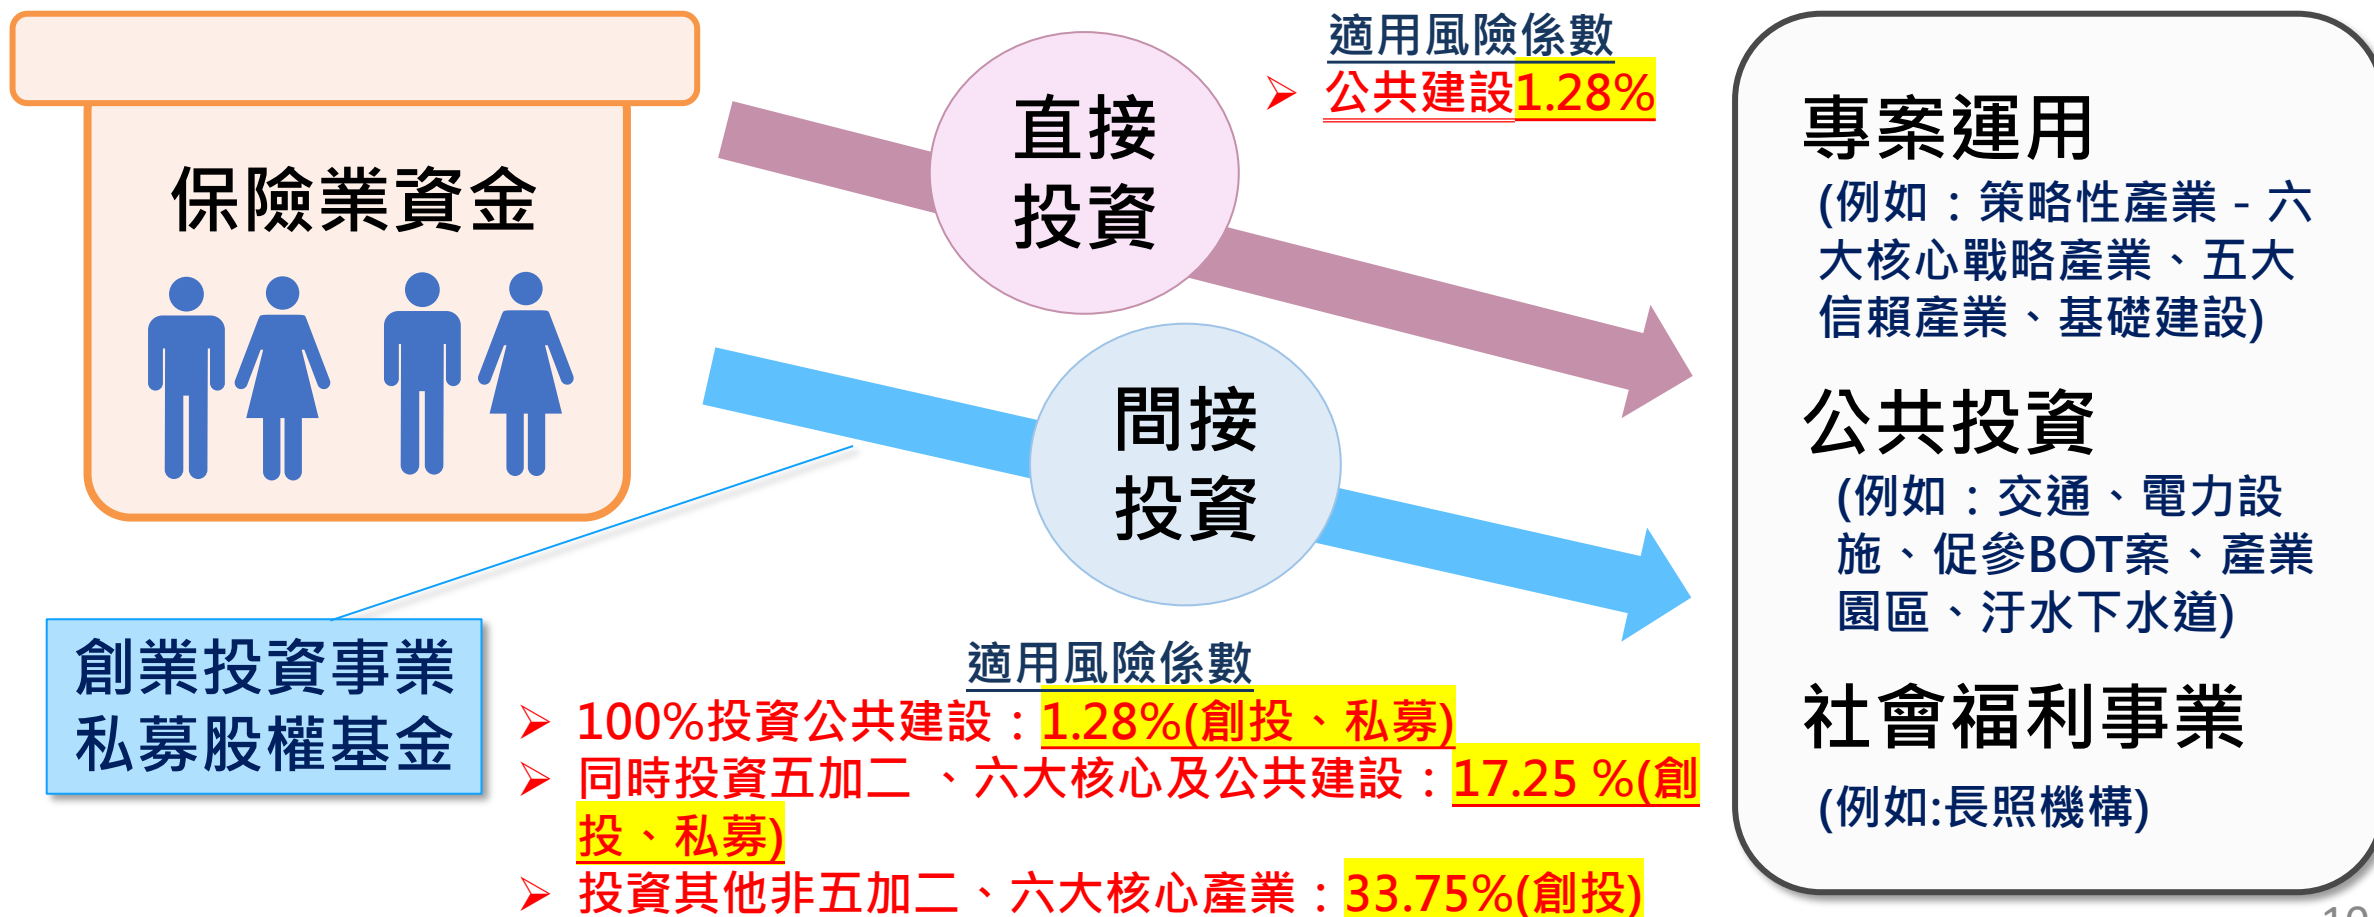 保險業資金
創業投資事業
私募股權基金
直接
投資
適用風險係數
➢ 公共建設1.28%
間接
投資
適用風險係數
➢ 100%投資公共建設：1.28%(創投、私募)
➢ 同時投資五加二、六大核心及公共建設：17.25 %(創
投、私募)
➢ 投資其他非五加二、六大核心產業：33.75%(創投)
專案運用
(例如：策略性產業 - 六
大核心戰略產業、五大
信賴產業、基礎建設)
公共投資
(例如：交通、電力設
施、促參BOT案、產業
園區、汙水下水道)
社會福利事業
(例如:長照機構)